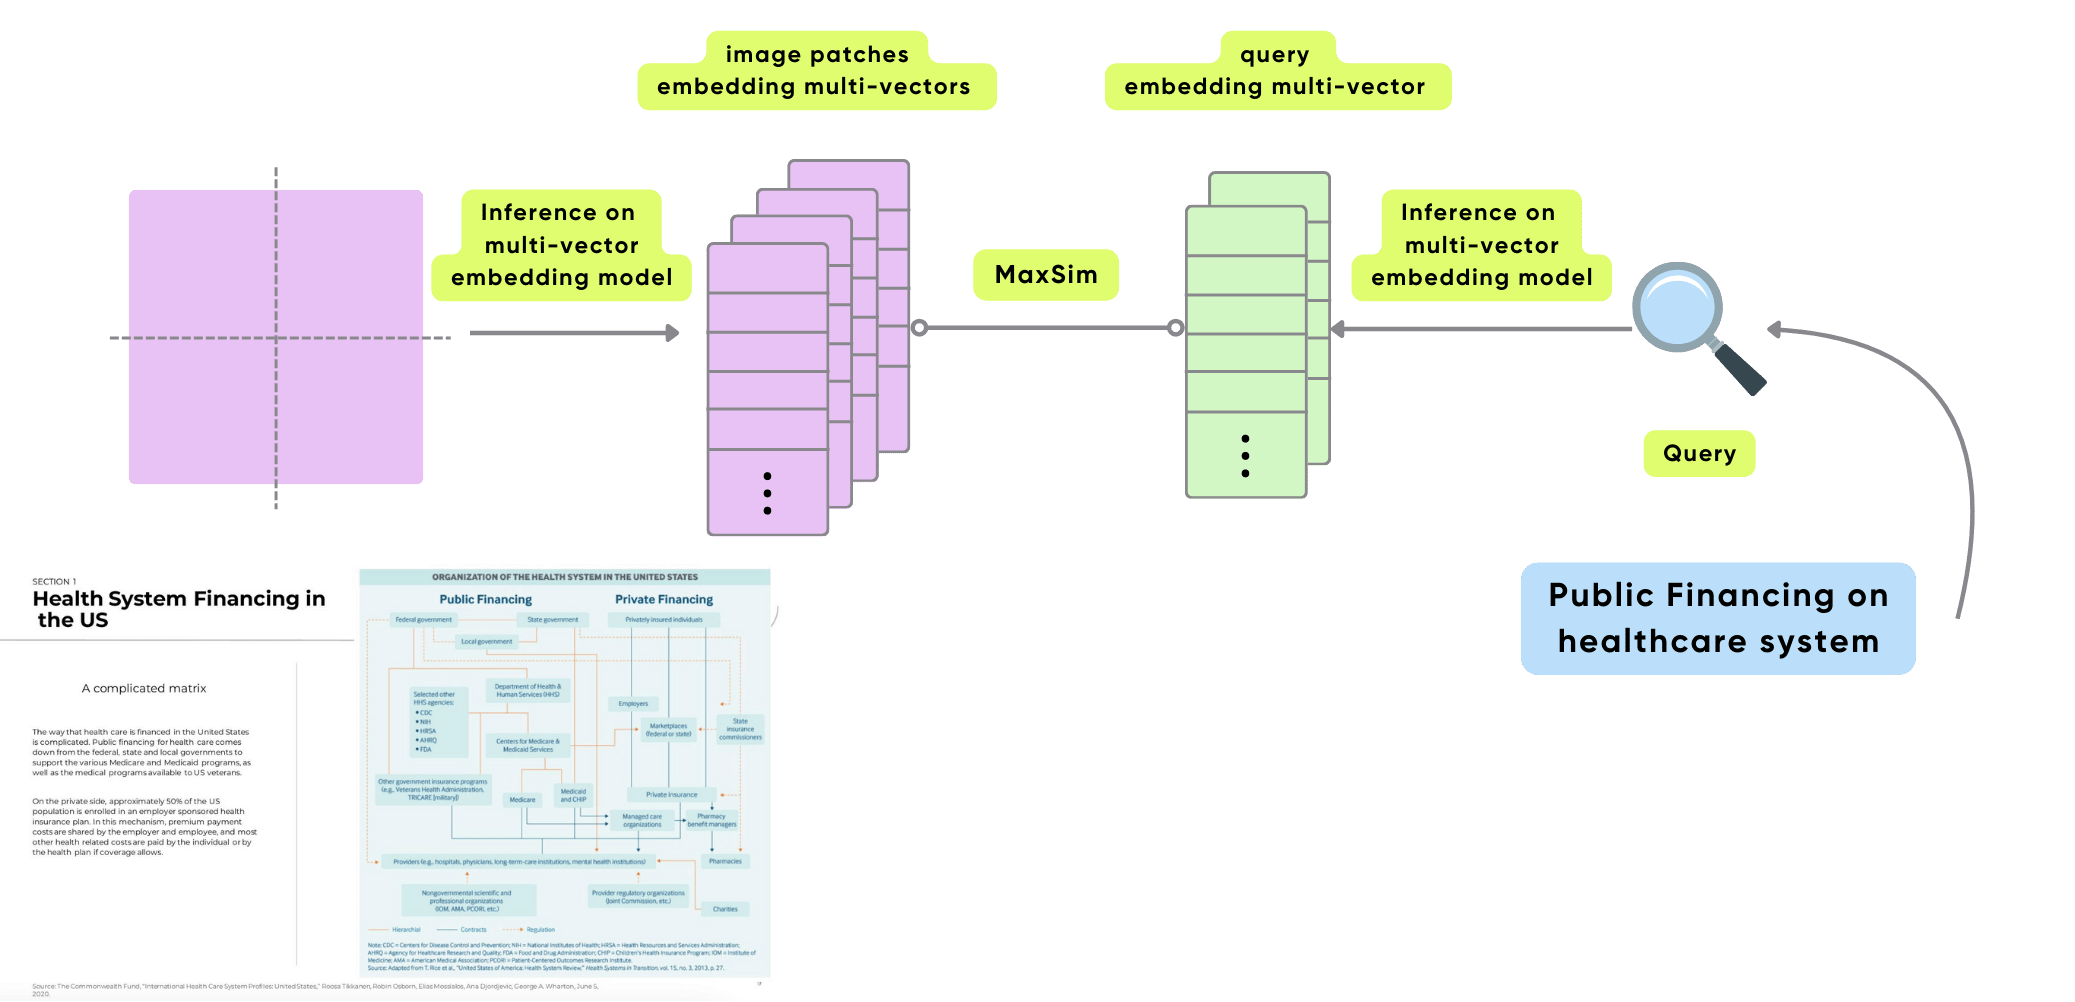 image patches
embedding multi-vectors
query
embedding multi-vector
Inference on
multi-vector
embedding model
MaxSim
Inference on
multi-vector
embedding model
Query
Public Financing on
healthcare system
SECTION 1
Health System Financing in
the US
A complicated matrix
The way that health care is financed in the United States
is complicated. Public financing for health care comes
down from the federal, state and local governments to
support the various Medicare and Medicaid programs, as
well as the medical programs available to US veterans.
On the private side, approximately 50% of the US
population is enrolled in an employer sponsored health
insurance plan. In this mechanism, premium payment
costs are shared by the employer and employee, and most
other health related costs are paid by the individual or by
the health plan if coverage allows.
ORGANIZATION OF THE HEALTH SYSTEM IN THE UNITED STATES
Public Financing
Private Financing
Federal government
State government
Privately insured individuals
Local government
Department of Health &
Human Services (HHS)
Selected other
HHS agencies:
• CDC
• NIH
• HRSA
• AHRQ
• FDA
Employers
Marketplaces
(federal or state)
State
insurance
commissioners
Centers for Medicare &
Medicaid Services
Other government insurance programs
(e.g., Veterans Health Administration,
TRICARE [military])
Medicare
Medicaid
and CHIP
Private insurance
Managed care
organizations
Pharmacy
benefit managers
Providers (e.g., hospitals, physicians, long-term-care institutions, mental health institutions)
Pharmacies
Nongovernmental scientific and
professional organizations
(IOM, AMA, PCORI, etc.)
Provider regulatory organizations
(Joint Commission, etc.)
Charities
Hierarchial
Contracts
Regulation
Note: CDC = Centers for Disease Control and Prevention; NIH = National Institutes of Health; HRSA = Health Resources and Services Administration;
AHRQ = Agency for Healthcare Research and Quality; FDA = Food and Drug Administration; CHIP = Children's Health Insurance Program; IOM = Institute of
Medicine; AMA = American Medical Association; PCORI = Patient-Centered Outcomes Research Institute.
Source: Adapted from T. Rice et al., "United States of America: Health System Review," Health Systems in Transition, vol. 15, no. 3, 2013, p. 27.
Source: The Commonwealth Fund, "International Health Care System Profiles: United States," Roosa Tikkanen, Robin Osborn, Elias Mossialos, Ana Djordjevic, George A. Wharton, June 5,
2020.